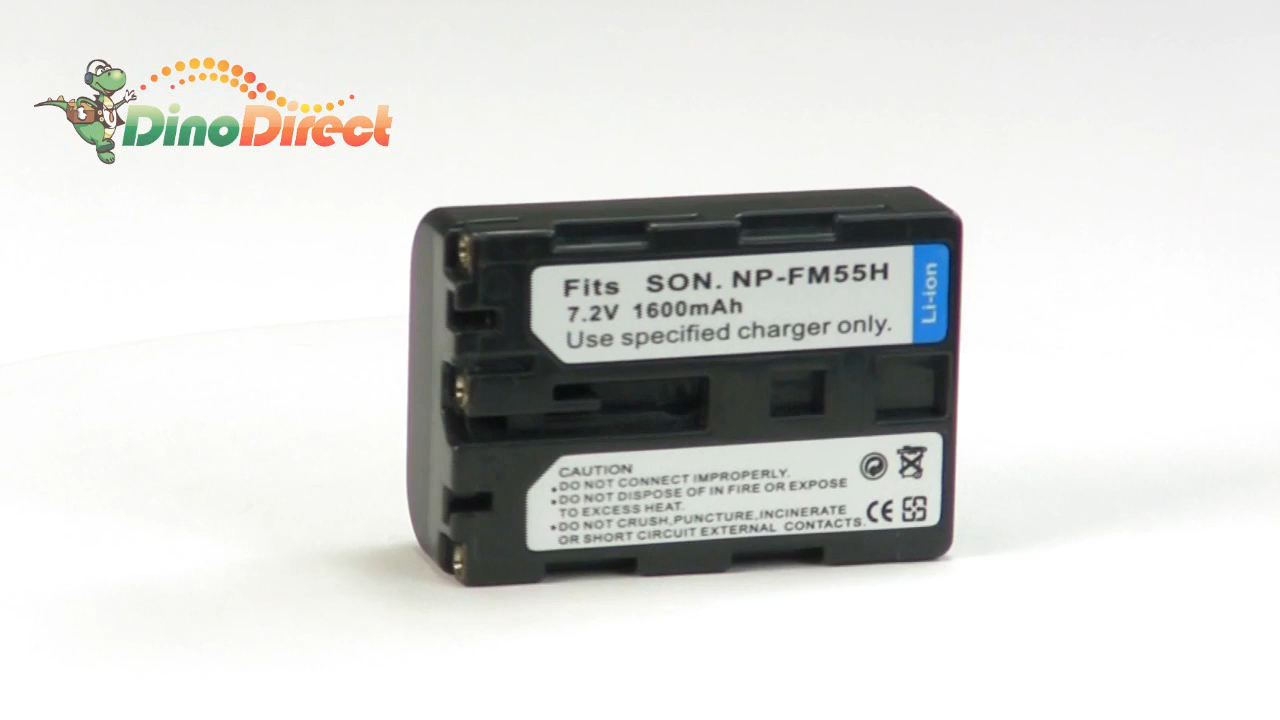 DinoDirect
Fits SON. NP-FM55H
7.2V 1600mAh
Use specified charger only.
Li-ion
CAUTION
•DO NOT CONNECT IMPROPERLY.
•DO NOT DISPOSE OF IN FIRE OR EXPOSE
TO EXCESS HEAT.
•DO NOT CRUSH,PUNCTURE,INCINERATE
OR SHORT CIRCUIT EXTERNAL CONTACTS.
CE